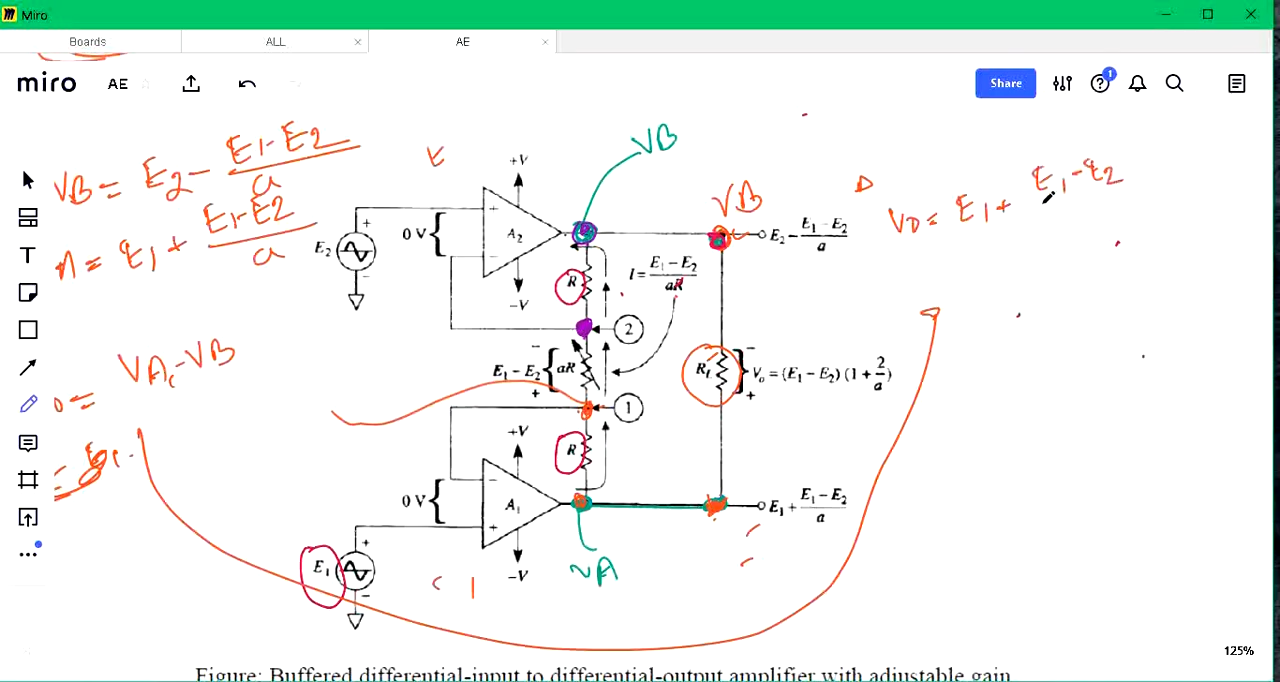 Miro
Boards
ALL
AE
miro
AE
Share
1
VB
VB = E2 - E1-E2
a
= E1 + E1-E2
a
VA - VB
VB
Vo = E1 + E1-E2
+V
0 V
+
−
A2
E2
+
−
−V
R
I = E1 − E2
aR
E2 − E1 − E2
a
2
−
E1 − E2
+
aR
RL
−
Vo = (E1 − E2) (1 + 2
a)
+
1
+V
R
0 V
−
+
A1
E1 + E1 − E2
a
E1
+
−
−V
VA
T
125%
Figure: Buffered differential-input to differential-output amplifier with adjustable gain